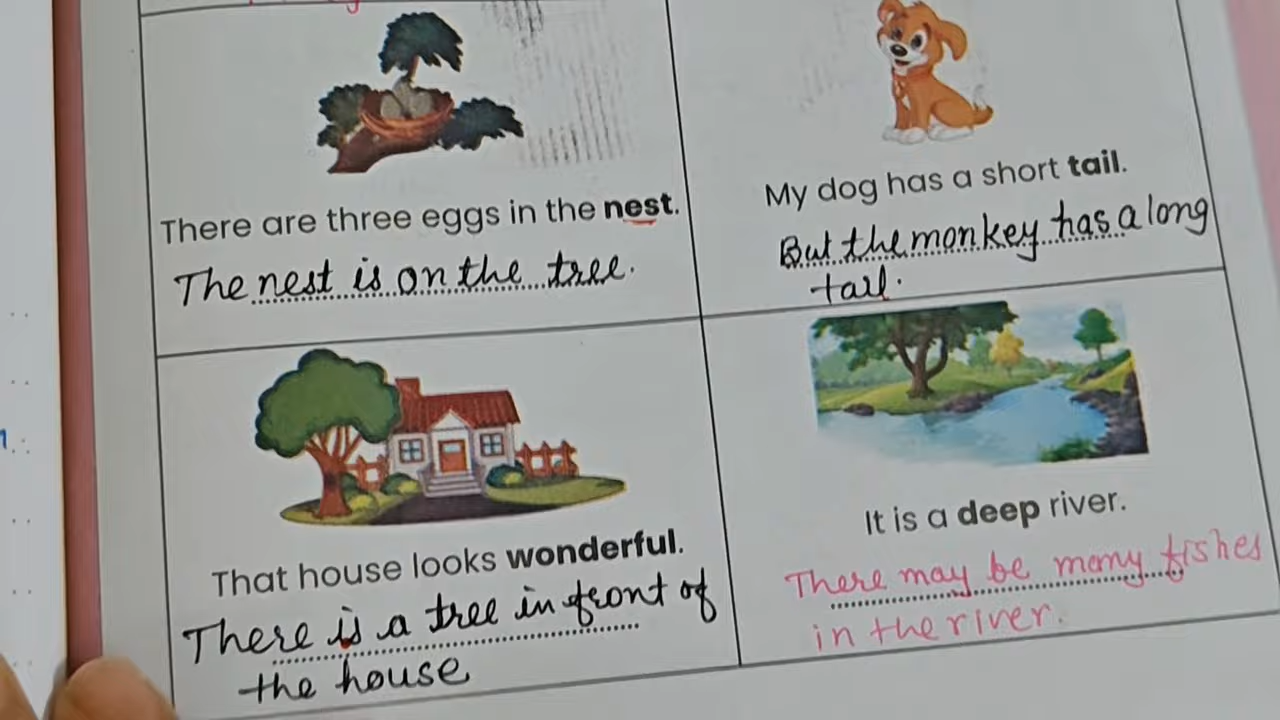 There are three eggs in the nest.
The nest is on the tree.
My dog has a short tail.
But the monkey has a long
tail.
That house looks wonderful.
There is a tree in front of
the house
It is a deep river.
There may be many fishes
in the river.